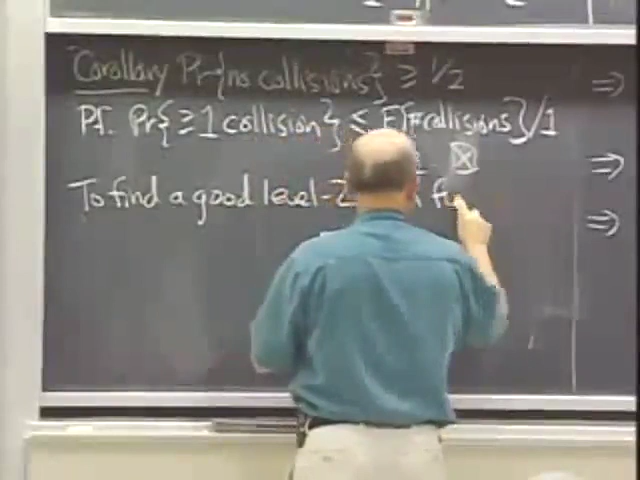 Corollary Pr{no collisions} ≥ 1/2
Pf. Pr{≥1 collision} ≤ E[# collisions]/1
To find a good level-2
⇒
⇒
⇒